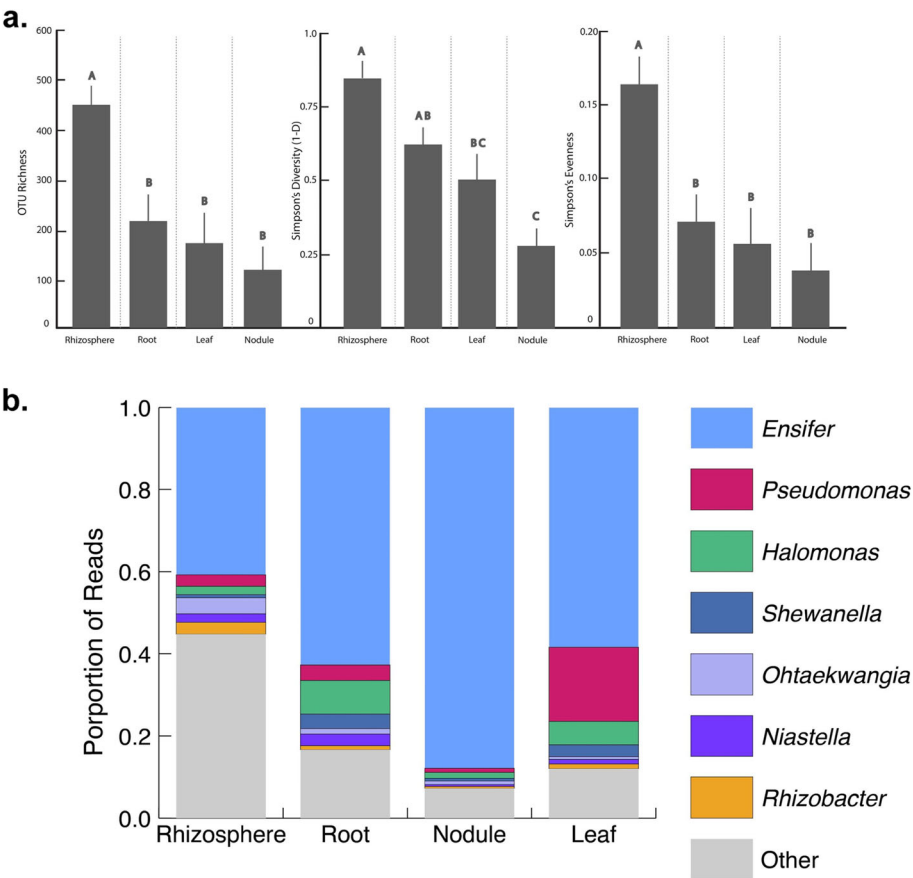 a.
OTU Richness
600
500
400
300
200
100
0
A
B
B
B
Rhizosphere
Root
Leaf
Nodule
Simpson's Diversity (1-D)
1.0
0.75
0.5
0.25
0
A
A B
B C
C
Rhizosphere
Root
Leaf
Nodule
Simpson's Evenness
0.20
0.15
0.10
0.05
0
A
B
B
B
Rhizosphere
Root
Leaf
Nodule
b.
Porportion of Reads
1.0
0.8
0.6
0.4
0.2
0.0
Rhizosphere
Root
Nodule
Leaf
Ensifer
Pseudomonas
Halomonas
Shewanella
Ohtaekwangia
Niastella
Rhizobacter
Other